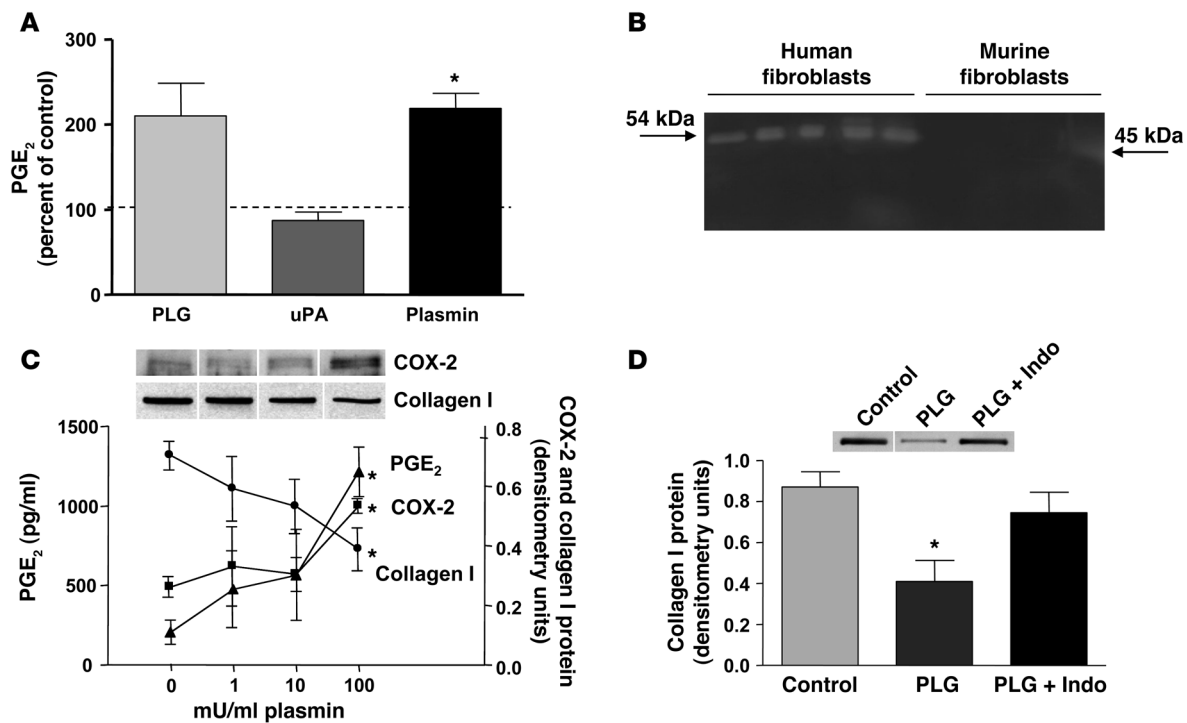 A
PGE2
(percent of control)
300
200
100
0
PLG
uPA
Plasmin
*
B
Human
fibroblasts
Murine
fibroblasts
54 kDa
45 kDa
C
COX-2
Collagen I
PGE2 (pg/ml)
1500
1000
500
0
0
1
10
100
mU/ml plasmin
PGE2
*
COX-2
*
*
Collagen I
0.8
0.6
0.4
0.2
0.0
COX-2 and collagen I protein
(densitometry units)
D
Control
PLG
PLG + Indo
Collagen I protein
(densitometry units)
1.0
0.8
0.6
0.4
0.2
0.0
*
Control
PLG
PLG + Indo